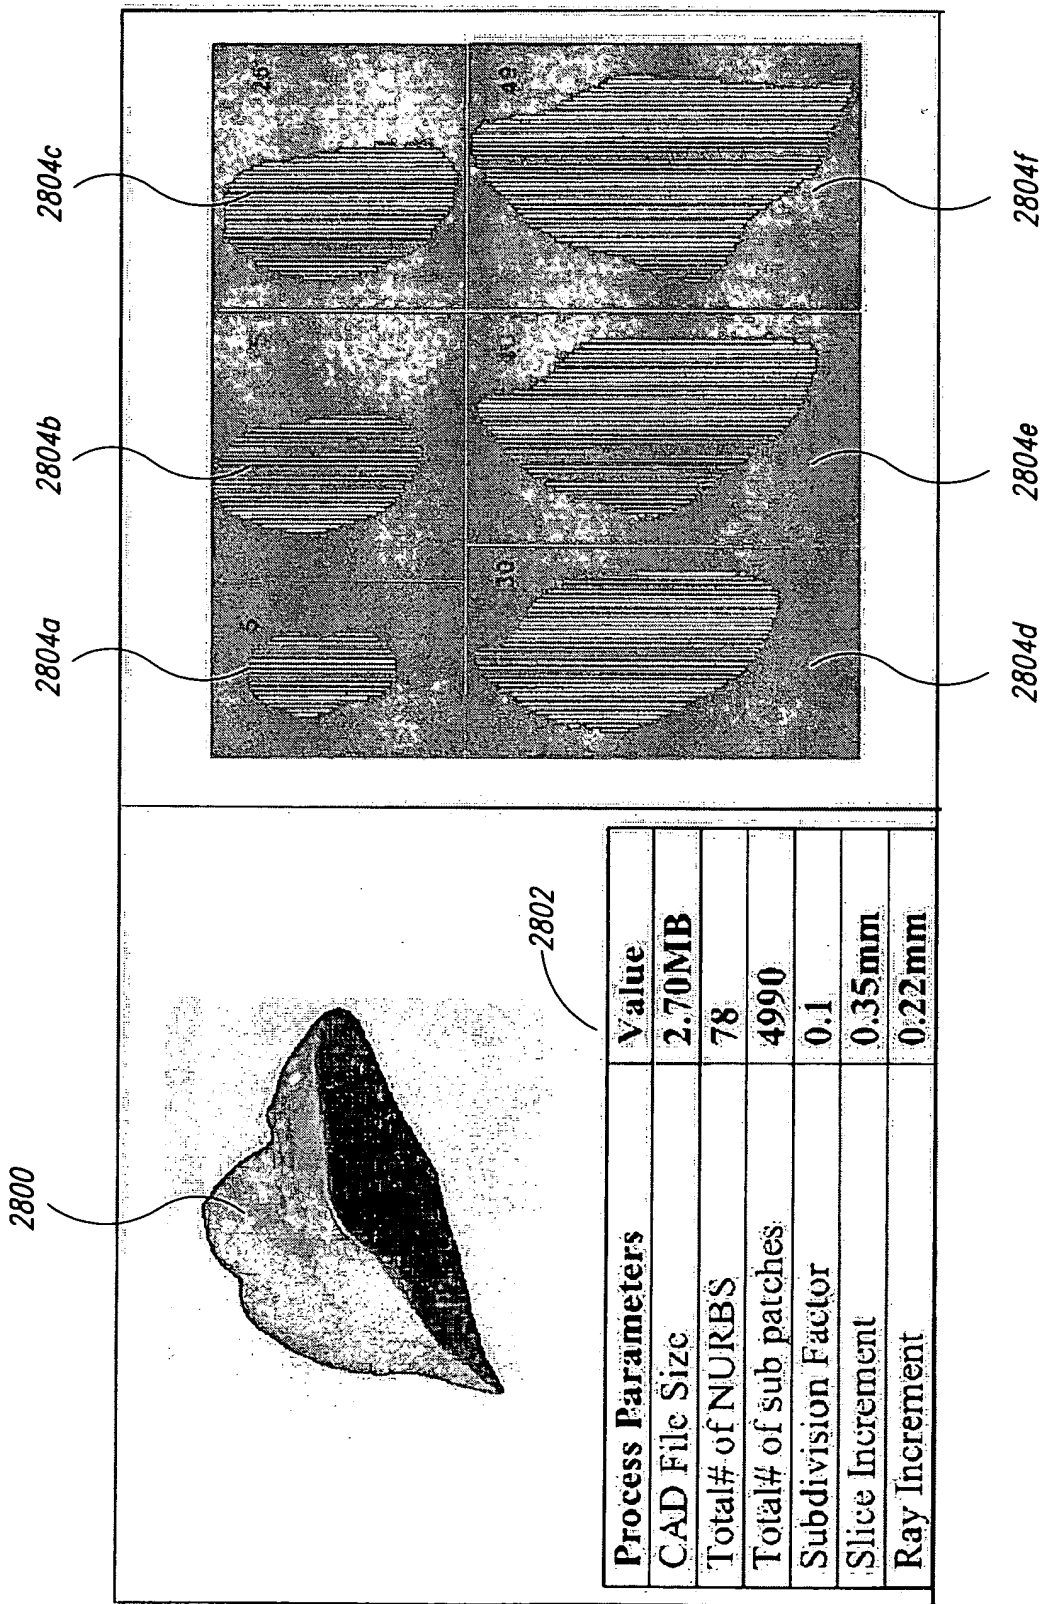 2800
2802
Process Parameters Value
CAD File Size 2.70MB
Total# of NURBS 78
Total# of sub patches 4990
Subdivision Factor 0.1
Slice Increment 0.35mm
Ray Increment 0.22mm
2804a
2804b
2804c
5
30
49
2804d
2804e
2804f